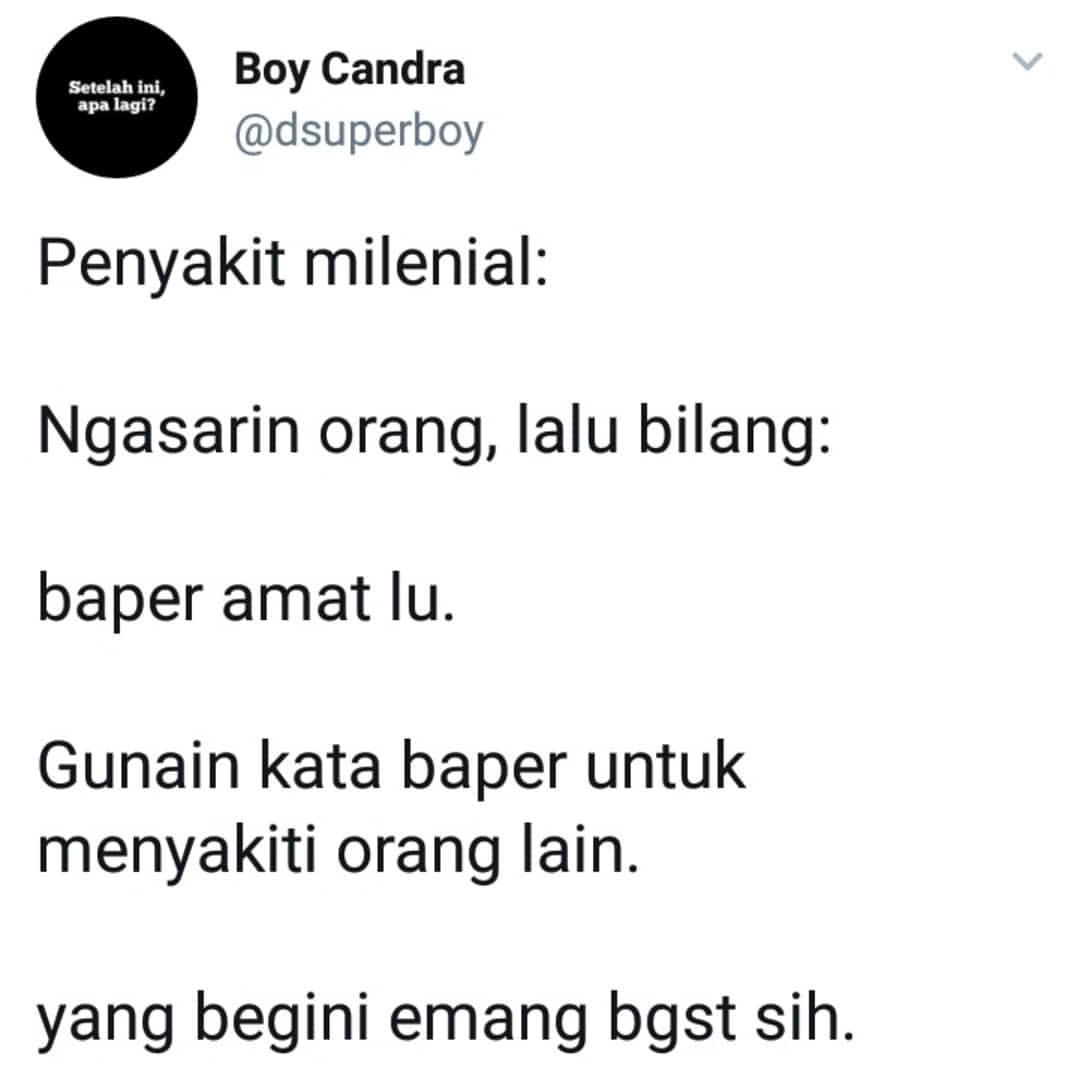 Setelah ini,
apa lagi?
Boy Candra
@dsuperboy
Penyakit milenial:
Ngasarin orang, lalu bilang:
baper amat lu.
Gunain kata baper untuk
menyakiti orang lain.
yang begini emang bgst sih.